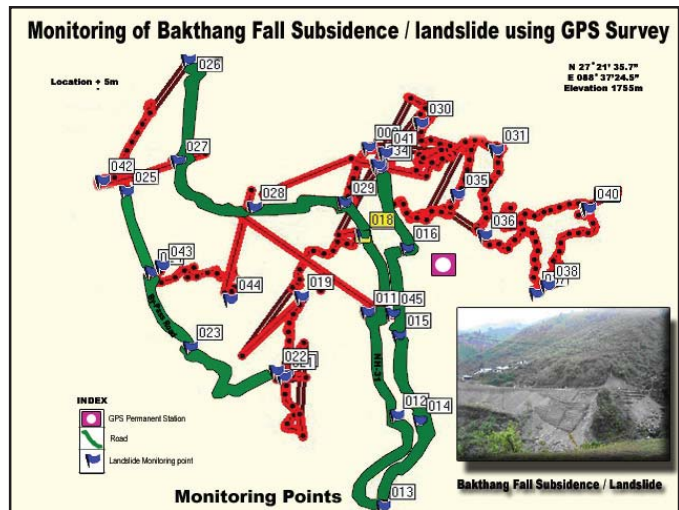 Monitoring of Bakthang Fall Subsidence / landslide using GPS Survey
Location + 5m
N 27°21' 35.7"
E 088°37'24.5"
Elevation 1755m
026
030
041
031
027
042
025
035
040
028
029
018
036
016
043
038
044
019
011
045
015
023
022
012
014
013
NH-31
INDEX
GPS Permanent Station
Road
Landslide Monitoring point
Monitoring Points
Bakthang Fall Subsidence / Landslide